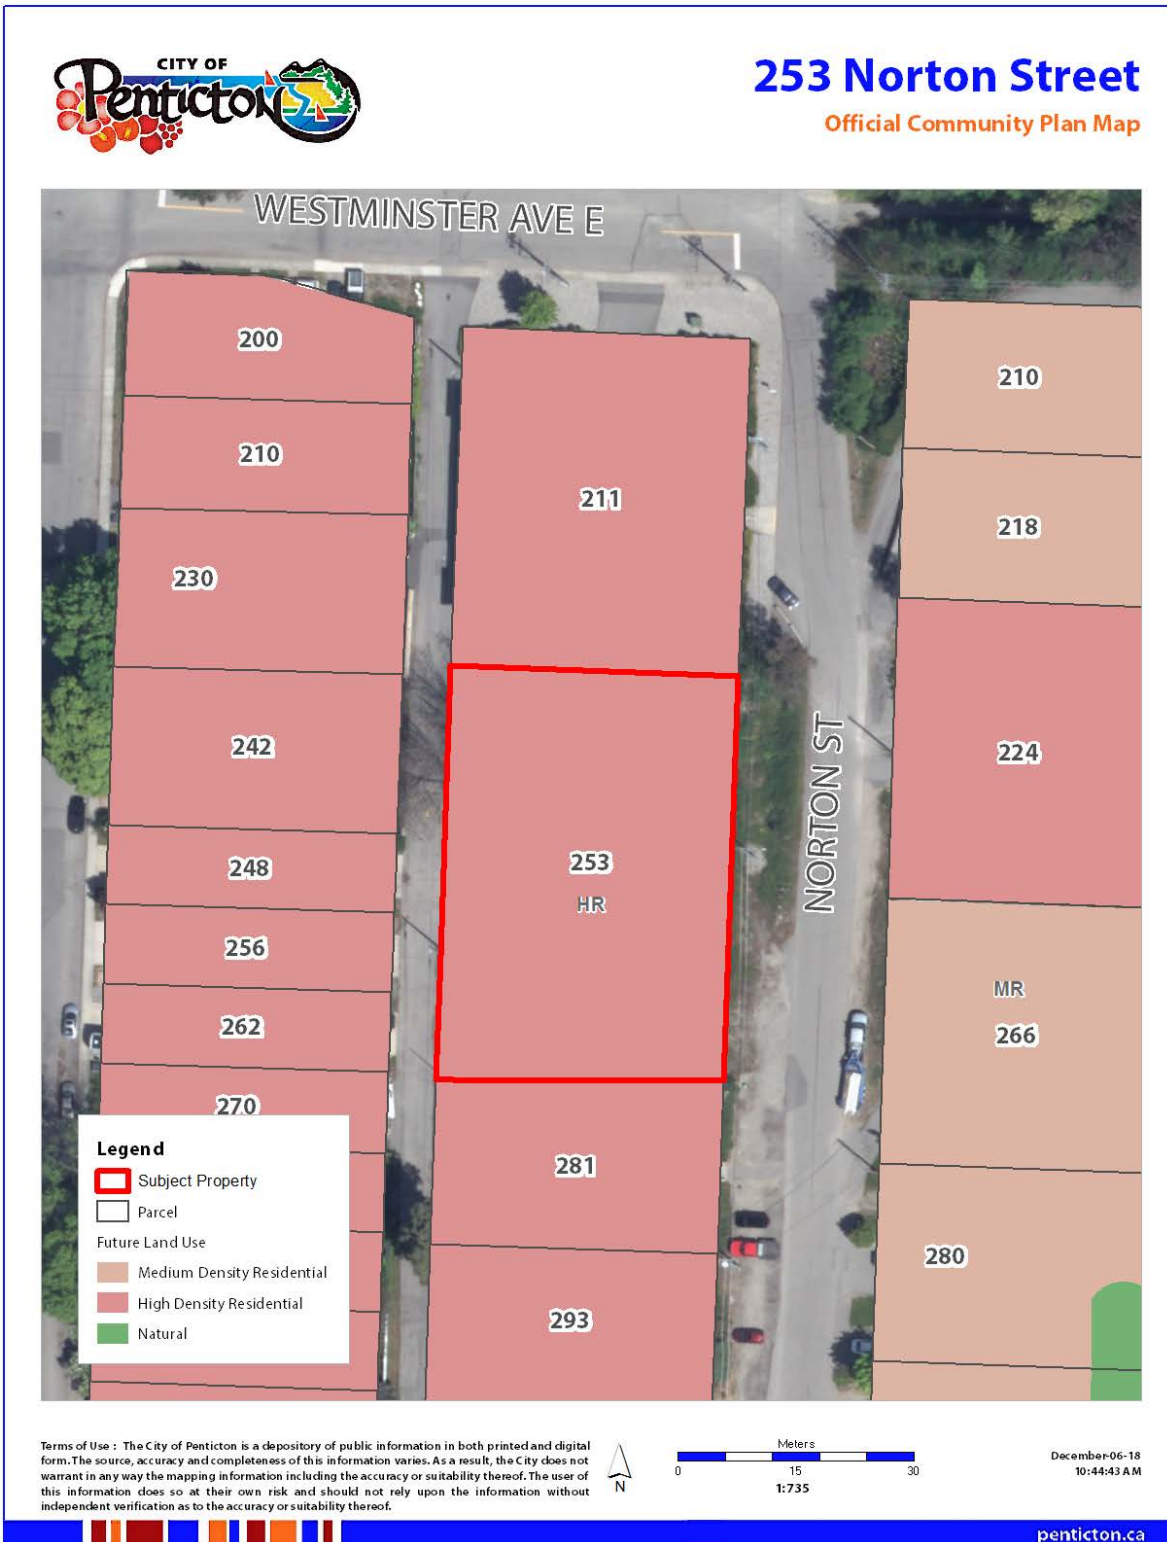 CITY OF
Penticton
253 Norton Street
Official Community Plan Map
WESTMINSTER AVE E
200
210
230
242
248
256
262
270
211
253
HR
281
293
NORTON ST
210
218
224
MR
266
280
Legend
Subject Property
Parcel
Future Land Use
Medium Density Residential
High Density Residential
Natural
Terms of Use : The City of Penticton is a depository of public information in both printed and digital
form. The source, accuracy and completeness of this information varies. As a result, the City does not
warrant in any way the mapping information including the accuracy or suitability thereof. The user of
this information does so at their own risk and should not rely upon the information without
independent verification as to the accuracy or suitability thereof.
N
Meters
0 15 30
1:735
December-06-18
10:44:43 AM
penticton.ca